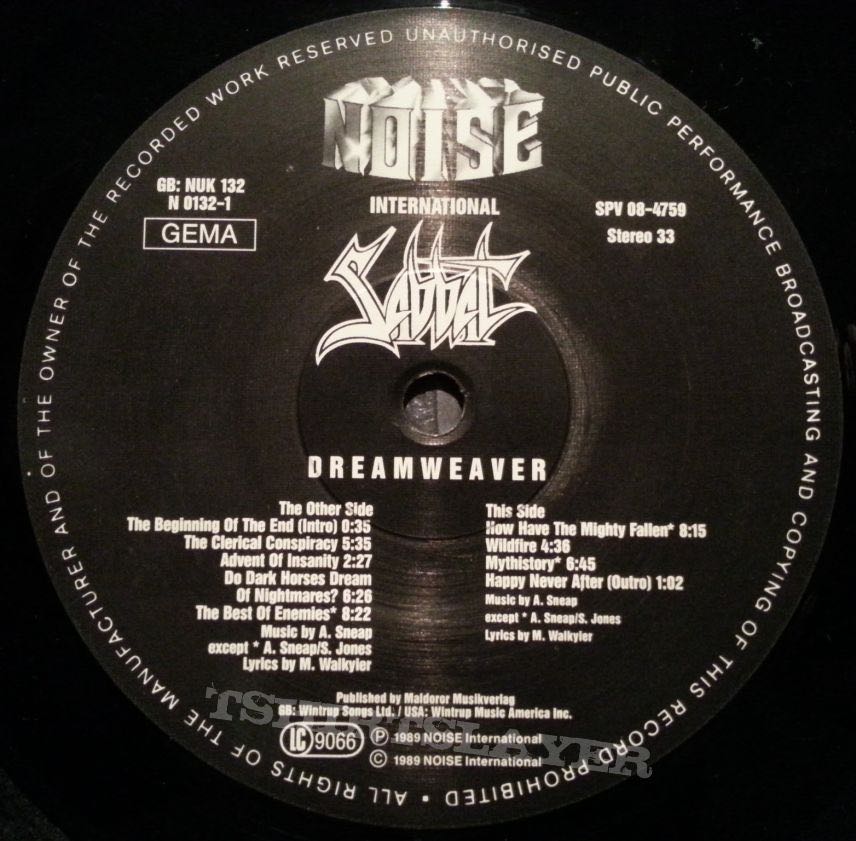 ALL RIGHTS OF THE MANUFACTURER AND OF THE OWNER OF THE RECORDED WORK RESERVED UNAUTHORISED PUBLIC PERFORMANCE BROADCASTING AND COPYING OF THIS RECORD PROHIBITED •
NOISE
INTERNATIONAL
GB: NUK 132
N 0132-1
GEMA
SPV 08-4759
Stereo 33
Sabbat
DREAMWEAVER
The Other Side
The Beginning Of The End (Intro) 0:35
The Clerical Conspiracy 5:35
Advent Of Insanity 2:27
Do Dark Horses Dream
Of Nightmares? 6:26
The Best Of Enemies* 8:22
Music by A. Sneap
except * A. Sneap/S. Jones
Lyrics by M. Walkyier
This Side
How Have The Mighty Fallen* 8:15
Wildfire 4:36
Mythistory* 6:45
Happy Never After (Outro) 1:02
Music by A. Sneap
except * A. Sneap/S. Jones
Lyrics by M. Walkyier
Published by Maldoror Musikverlag
GB: Wintrup Songs Ltd. / USA: Wintrup Music America Inc.
LC 9066
℗ 1989 NOISE International
© 1989 NOISE International
TSHIRTSLAYER